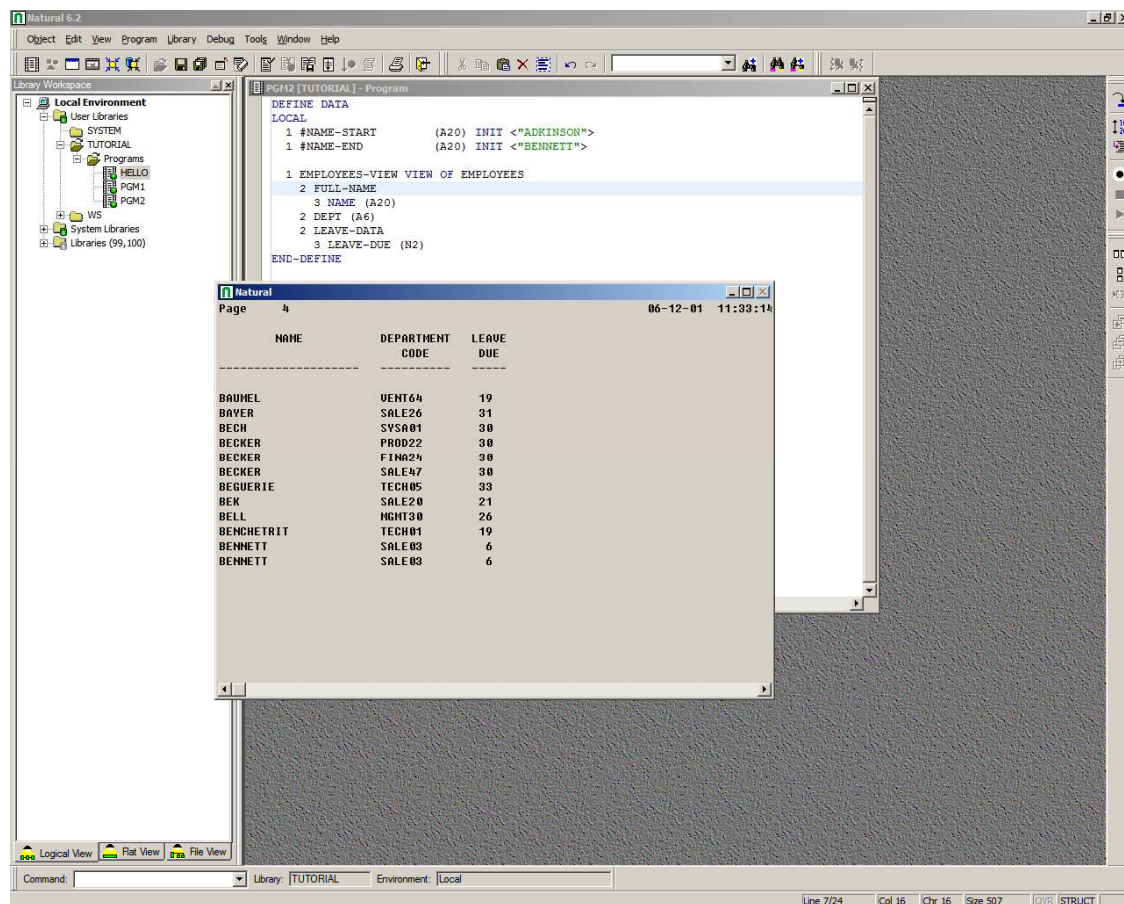 Natural 6.2
Object Edit View Program Library Debug Tools Window Help
Library Workspace
Local Environment
User Libraries
SYSTEM
TUTORIAL
Programs
HELLO
PGM1
PGM2
WS
System Libraries
Libraries (99,100)
PGM2 [TUTORIAL] - Program
DEFINE DATA
LOCAL
1 #NAME-START (A20) INIT <"ADKINSON">
1 #NAME-END (A20) INIT <"BENNETT">
1 EMPLOYEES-VIEW VIEW OF EMPLOYEES
2 FULL-NAME
3 NAME (A20)
2 DEPT (A6)
2 LEAVE-DATA
3 LEAVE-DUE (N2)
END-DEFINE
Natural
Page 4 06-12-01 11:33:14
NAME DEPARTMENT LEAVE
CODE DUE
-------------------- ---------- -----
BAUMEL VENT64 19
BAYER SALE26 31
BECH SYSA01 30
BECKER PROD22 30
BECKER FINA24 30
BECKER SALE47 30
BEGUERIE TECH05 33
BEK SALE20 21
BELL MGMT30 26
BENCHETRIT TECH01 19
BENNETT SALE03 6
BENNETT SALE03 6
Logical View Flat View File View
Command: Library: TUTORIAL Environment: Local
Line 7/24 Col 16 Chr 16 Size 507 OVR STRUCT